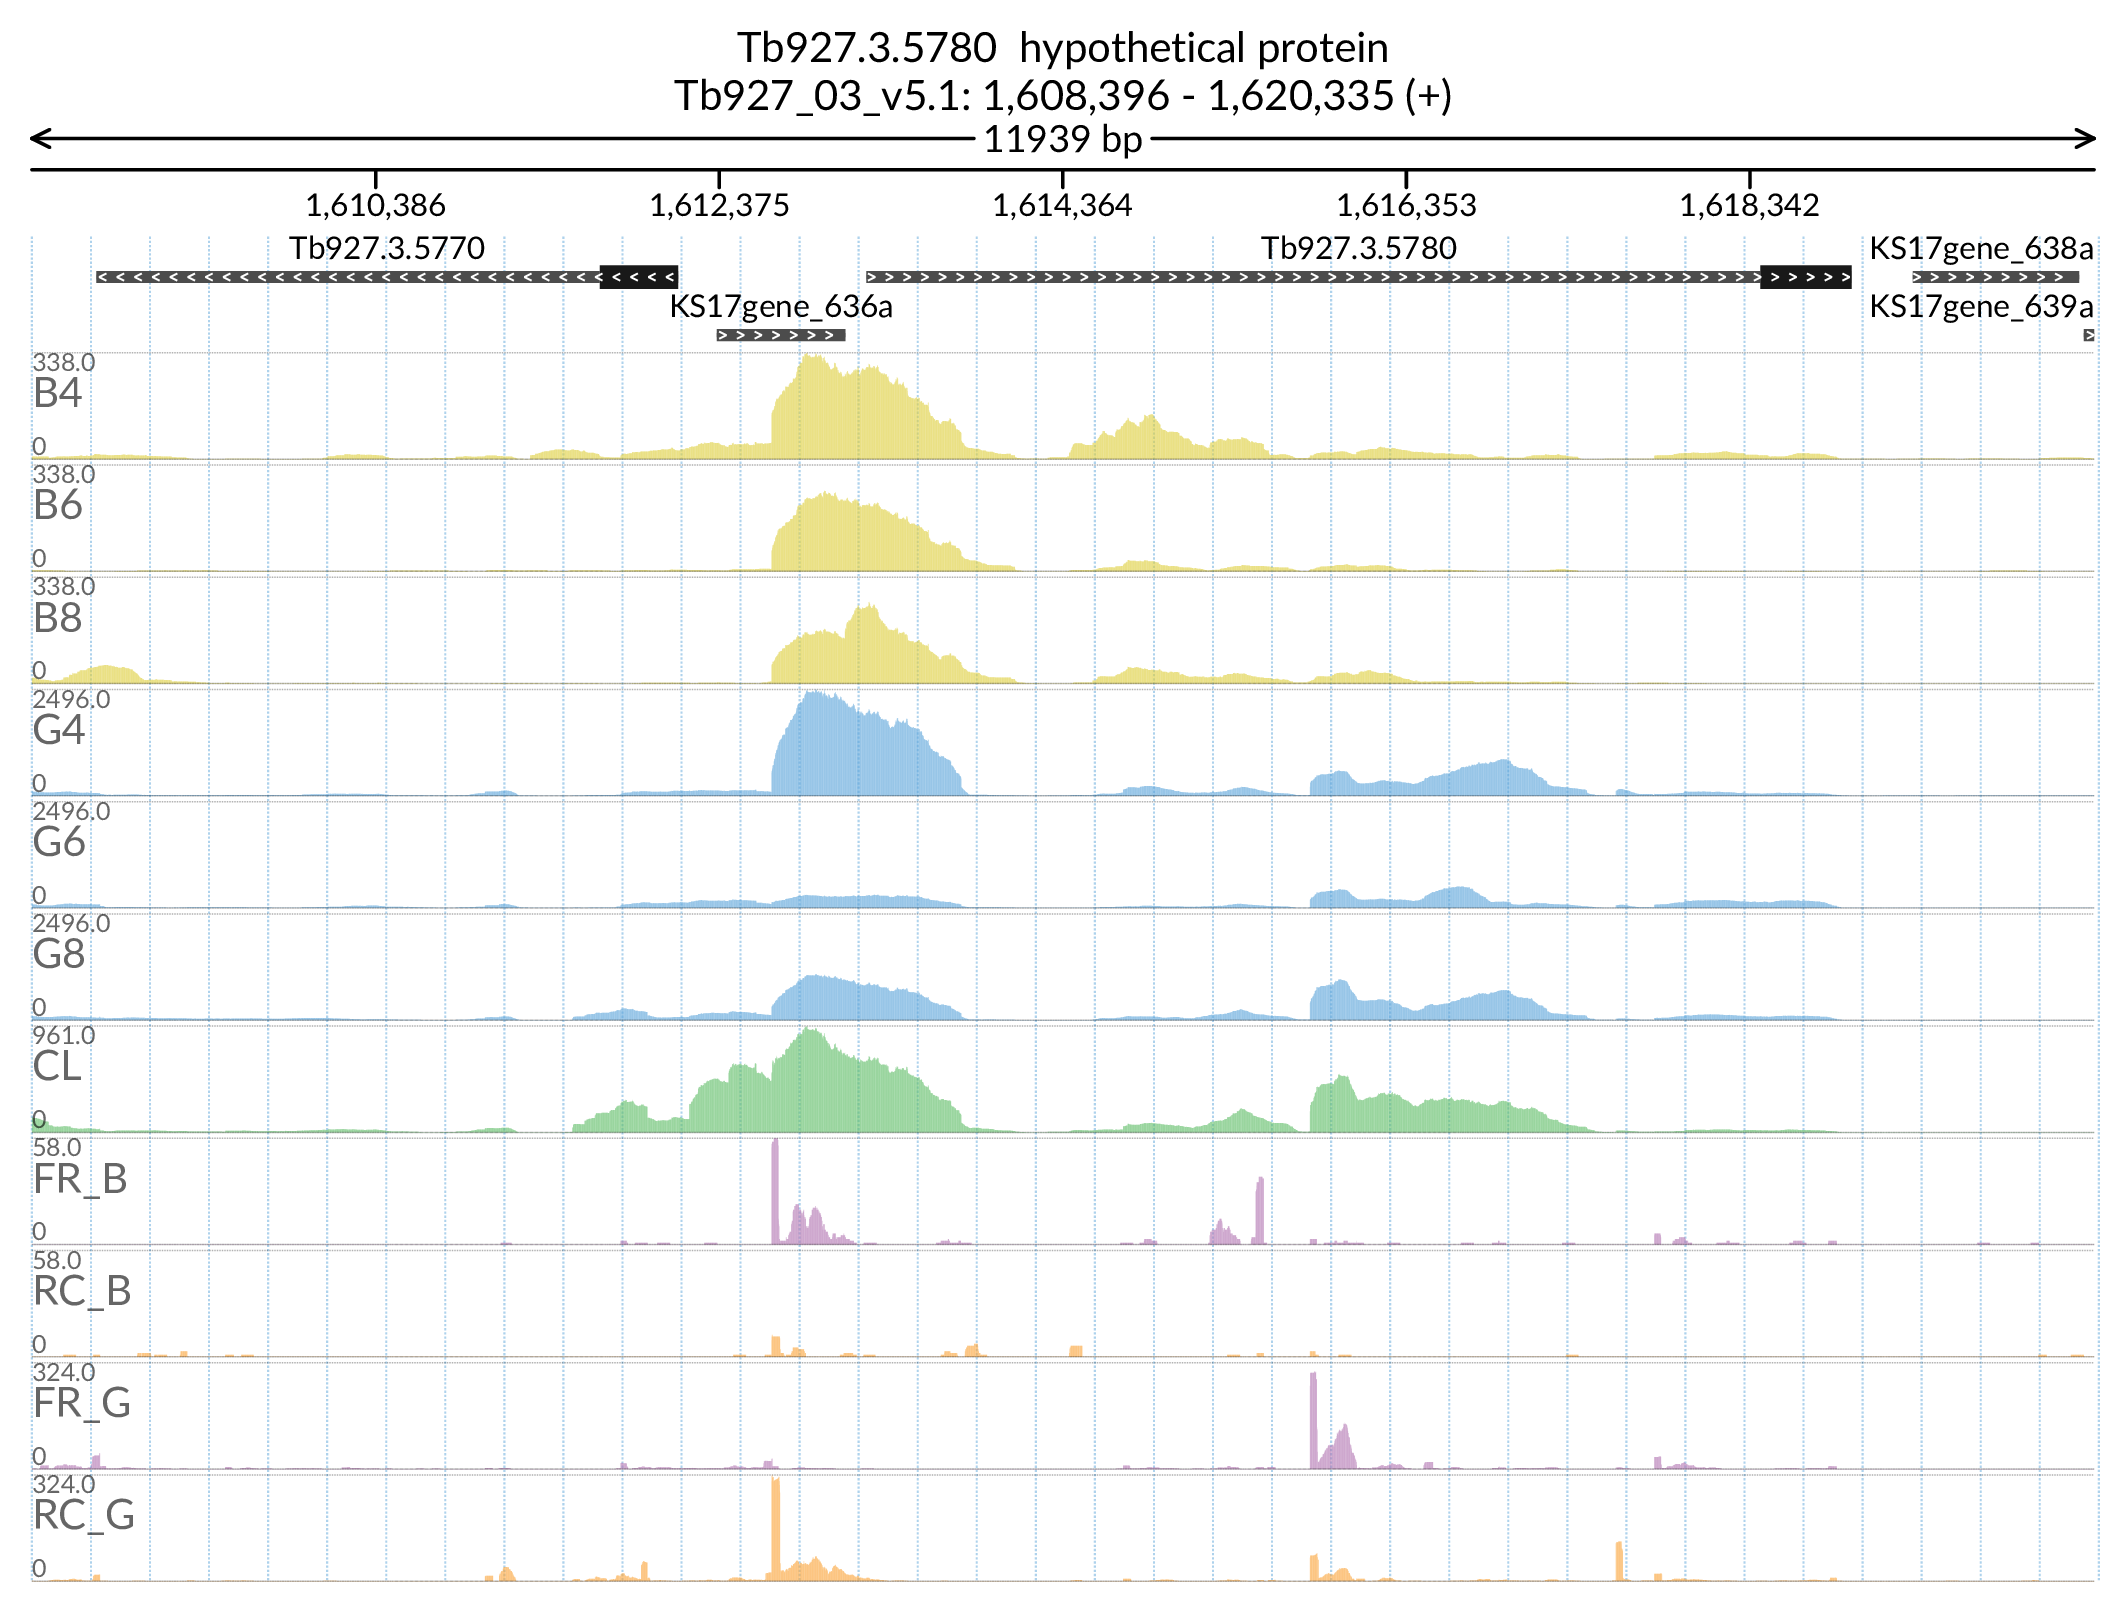 Tb927.3.5780  hypothetical protein
Tb927_03_v5.1: 1,608,396 - 1,620,335 (+)
11939 bp
1,610,386 1,612,375 1,614,364 1,616,353 1,618,342
Tb927.3.5770 Tb927.3.5780 KS17gene_638a
KS17gene_636a KS17gene_639a
338.0
B4
0
338.0
B6
0
338.0
B8
0
2496.0
G4
0
2496.0
G6
0
2496.0
G8
0
961.0
CL
0
58.0
FR_B
0
58.0
RC_B
0
324.0
FR_G
0
324.0
RC_G
0